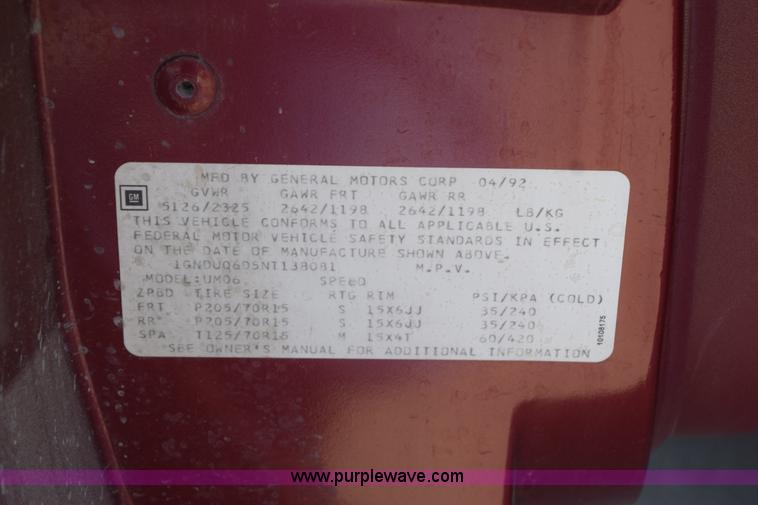 MFD BY GENERAL MOTORS CORP 04/92
GVWR GAWR FRT GAWR RR
GM
5126/2325 2642/1198 2642/1198 LB/KG
THIS VEHICLE CONFORMS TO ALL APPLICABLE U.S.
FEDERAL MOTOR VEHICLE SAFETY STANDARDS IN EFFECT
ON THE DATE OF MANUFACTURE SHOWN ABOVE.
1GNDU06D5NT138081 M.P.V.
MODEL:UM06 SPEED
ZPBD TIRE SIZE RTG RIM PSI/KPA (COLD)
FRT P205/70R15 S 15X6JJ 35/240
RR P205/70R15 S 15X6JJ 35/240
SPA T125/70R15 M 15X4T 60/420
SEE OWNER'S MANUAL FOR ADDITIONAL INFORMATION
10108175
www.purplewave.com